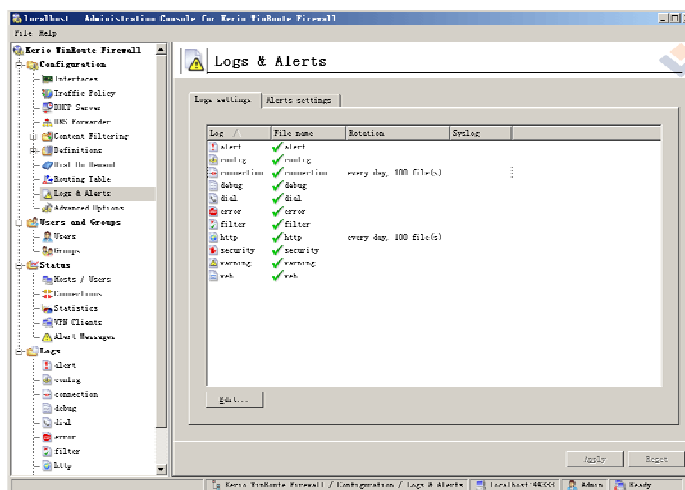 localhost - Administration Console for Kerio WinRoute Firewall
File Help
Kerio WinRoute Firewall
Configuration
Interfaces
Traffic Policy
DHCP Server
DNS Forwarder
Content Filtering
Definitions
Dial On Demand
Routing Table
Logs & Alerts
Advanced Options
Users and Groups
Users
Groups
Status
Hosts / Users
Connections
Statistics
VPN Clients
Alert Messages
Logs
alert
config
connection
debug
dial
error
filter
http
Logs & Alerts
Logs settings Alerts settings
Log File name Rotation Syslog
alert alert
config config
connection connection every day, 100 file(s)
debug debug
dial dial
error error
filter filter
http http every day, 100 file(s)
security security
warning warning
web web
Edit...
Apply Reset
Kerio WinRoute Firewall / Configuration / Logs & Alerts localhost:44333 Admin Ready